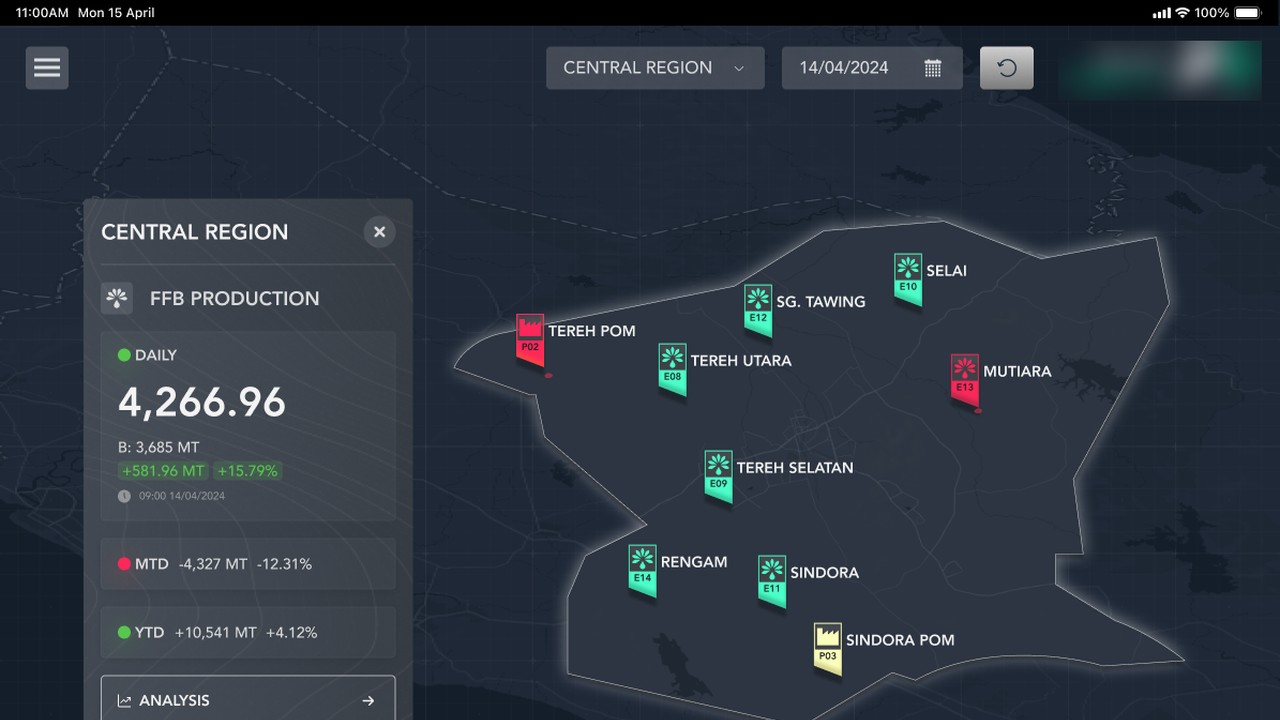 11:00AM Mon 15 April
100%
CENTRAL REGION
14/04/2024
CENTRAL REGION
FFB PRODUCTION
DAILY
4,266.96
B: 3,685 MT
+581.96 MT +15.79%
09:00 14/04/2024
MTD -4,327 MT -12.31%
YTD +10,541 MT +4.12%
ANALYSIS
SELAI
E10
SG. TAWING
E12
TEREH POM
P02
TEREH UTARA
E08
MUTIARA
E13
TEREH SELATAN
E09
RENGAM
E14
SINDORA
E11
SINDORA POM
P03